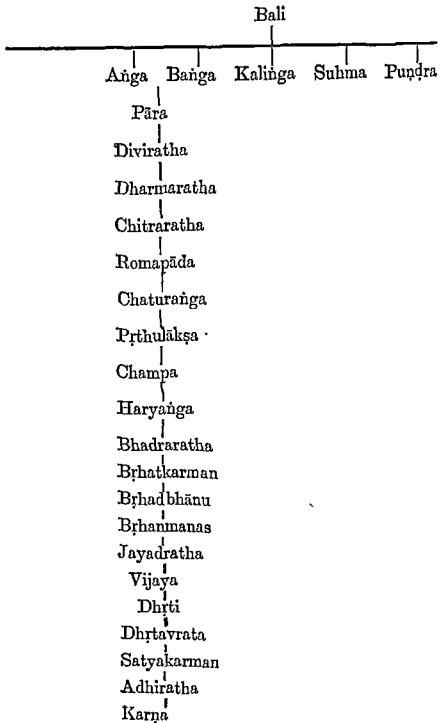 Bali
Aṅga Baṅga Kaliṅga Suhma Puṇḍra
Pāra
Diviratha
Dharmaratha
Chitraratha
Romapāda
Chaturaṅga
Pṛthulākṣa
Champa
Haryaṅga
Bhadraratha
Bṛhatkarman
Bṛhadbhānu
Bṛhanmanas
Jayadratha
Vijaya
Dhṛti
Dhṛtavrata
Satyakarman
Adhiratha
Karṇa